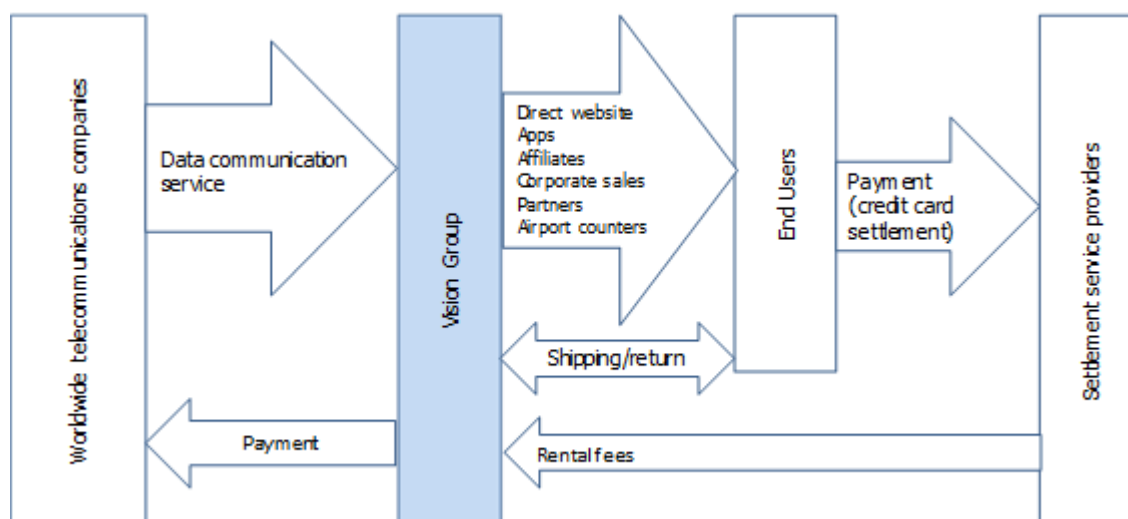 Worldwide telecommunications companies
Data communication
service
Payment
Vision Group
Direct website
Apps
Affiliates
Corporate sales
Partners
Airport counters
Shipping/return
Rental fees
End Users
Payment
(credit card
settlement)
Settlement service providers